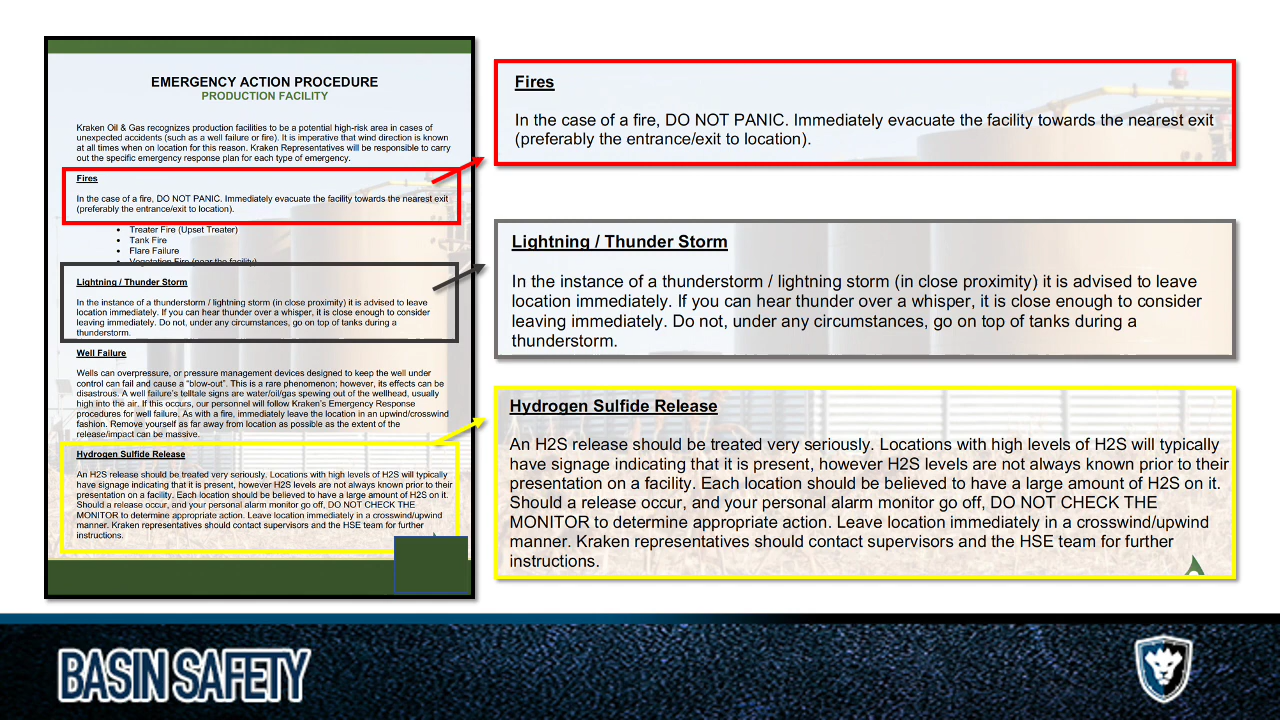 EMERGENCY ACTION PROCEDURE
PRODUCTION FACILITY
Kraken Oil & Gas recognizes production facilities to be a potential high-risk area in cases of
unexpected accidents (such as a well failure or fire). It is imperative that wind direction is known
at all times when on location for this reason. Kraken Representatives will be responsible to carry
out the specific emergency response plan for each type of emergency.
Fires
In the case of a fire, DO NOT PANIC. Immediately evacuate the facility towards the nearest exit
(preferably the entrance/exit to location).
• Treater Fire (Upset Treater)
• Tank Fire
• Flare Failure
• Vegetation Fire (near the facility)
Lightning / Thunder Storm
In the instance of a thunderstorm / lightning storm (in close proximity) it is advised to leave
location immediately. If you can hear thunder over a whisper, it is close enough to consider
leaving immediately. Do not, under any circumstances, go on top of tanks during a
thunderstorm.
Well Failure
Wells can overpressure, or pressure management devices designed to keep the well under
control can fail and cause a "blow-out". This is a rare phenomenon; however, its effects can be
disastrous. A well failure's telltale signs are water/oil/gas spewing out of the wellhead, usually
high into the air. If this occurs, our personnel will follow Kraken's Emergency Response
procedures for well failure. As with a fire, immediately leave the location in an upwind/crosswind
fashion. Remove yourself as far away from location as possible as the extent of the
release/impact can be massive.
Hydrogen Sulfide Release
An H2S release should be treated very seriously. Locations with high levels of H2S will typically
have signage indicating that it is present, however H2S levels are not always known prior to their
presentation on a facility. Each location should be believed to have a large amount of H2S on it.
Should a release occur, and your personal alarm monitor go off, DO NOT CHECK THE
MONITOR to determine appropriate action. Leave location immediately in a crosswind/upwind
manner. Kraken representatives should contact supervisors and the HSE team for further
instructions.
Fires
In the case of a fire, DO NOT PANIC. Immediately evacuate the facility towards the nearest exit
(preferably the entrance/exit to location).
Lightning / Thunder Storm
In the instance of a thunderstorm / lightning storm (in close proximity) it is advised to leave
location immediately. If you can hear thunder over a whisper, it is close enough to consider
leaving immediately. Do not, under any circumstances, go on top of tanks during a
thunderstorm.
Hydrogen Sulfide Release
An H2S release should be treated very seriously. Locations with high levels of H2S will typically
have signage indicating that it is present, however H2S levels are not always known prior to their
presentation on a facility. Each location should be believed to have a large amount of H2S on it.
Should a release occur, and your personal alarm monitor go off, DO NOT CHECK THE
MONITOR to determine appropriate action. Leave location immediately in a crosswind/upwind
manner. Kraken representatives should contact supervisors and the HSE team for further
instructions.
BASIN SAFETY